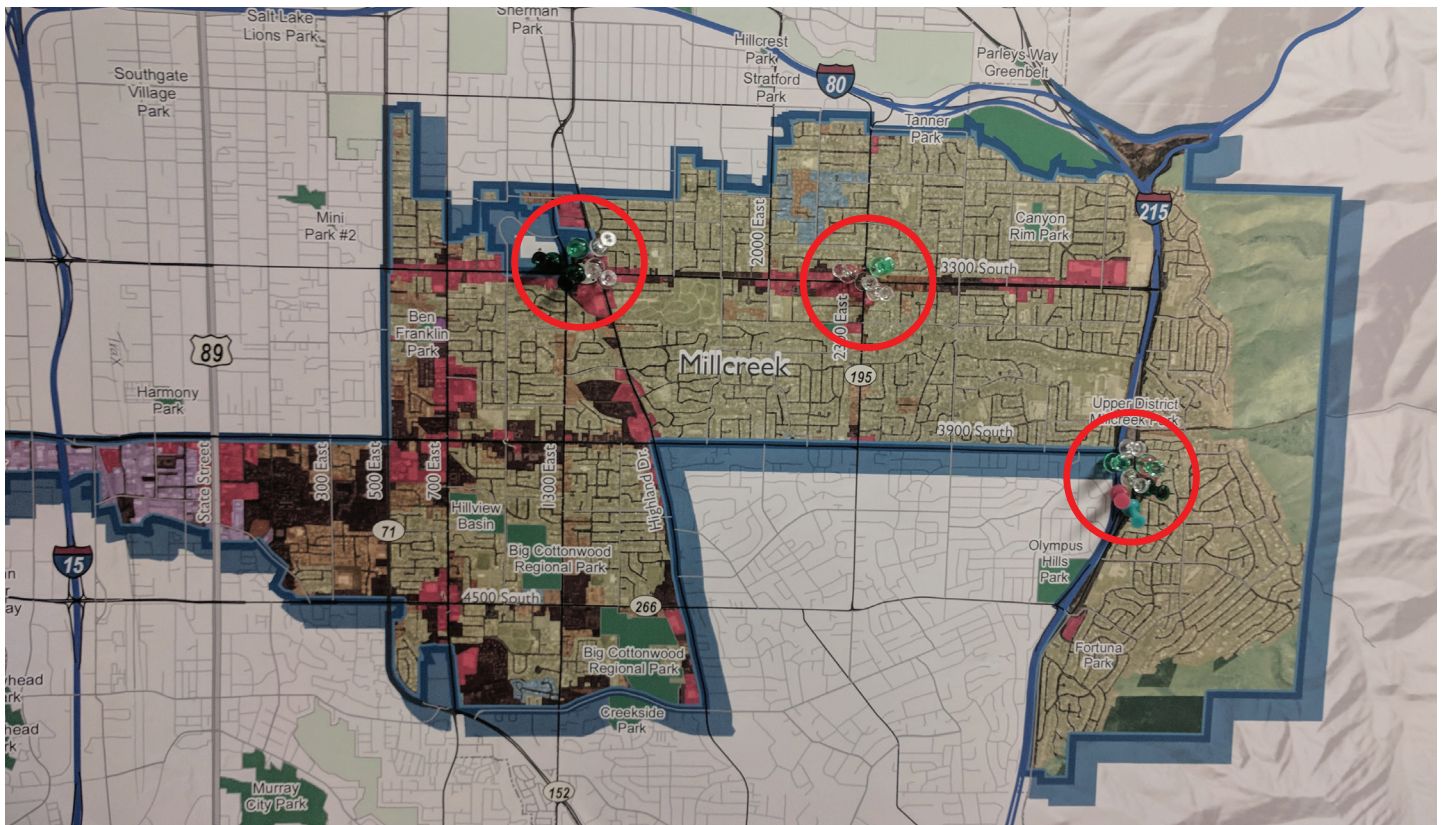 Salt Lake
Lions Park
Sherman
Park
Hillcrest
Park
Stratford
Park
Parleys Way
Greenbelt
80
Southgate
Village
Park
Tanner
Park
Mini
Park #2
2000 East
Canyon
Rim Park
215
3300 South
2300 East
Ben
Franklin
Park
89
Trax
Millcreek
195
Harmony
Park
Upper District
Millcreek Park
3900 South
State Street
300 East
500 East
700 East
1300 East
Highland Dr.
71
Hillview
Basin
Big Cottonwood
Regional Park
15
Olympus
Hills
Park
4500 South
266
Big Cottonwood
Regional Park
Fortuna
Park
Creekside
Park
Murray
City Park
152